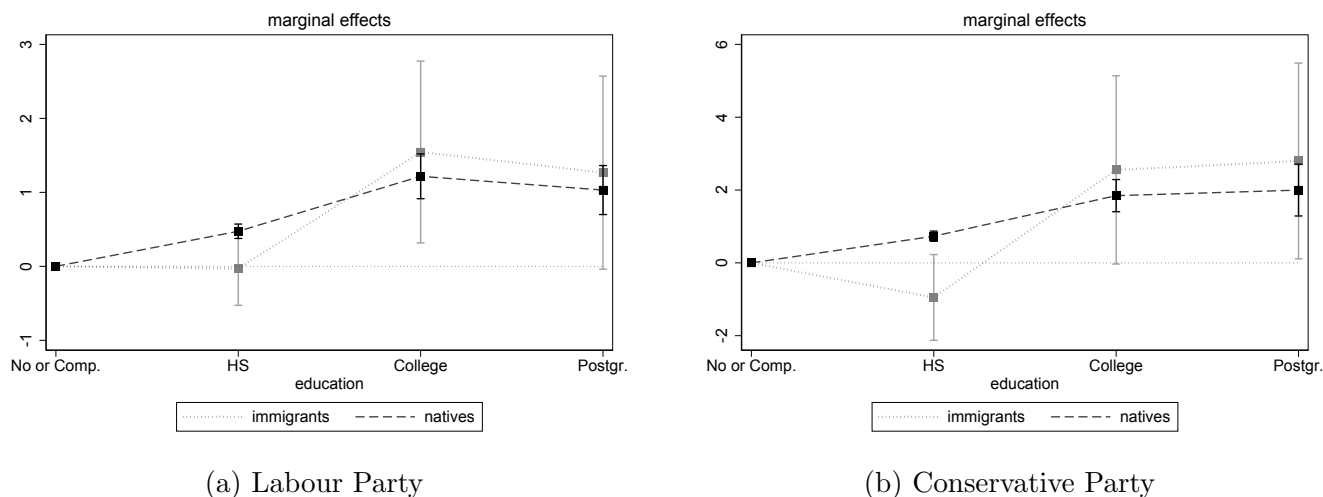 marginal effects
3
2
1
0
-1
No or Comp. HS College Postgr.
education
immigrants natives
(a) Labour Party
marginal effects
6
4
2
0
-2
No or Comp. HS College Postgr.
education
immigrants natives
(b) Conservative Party